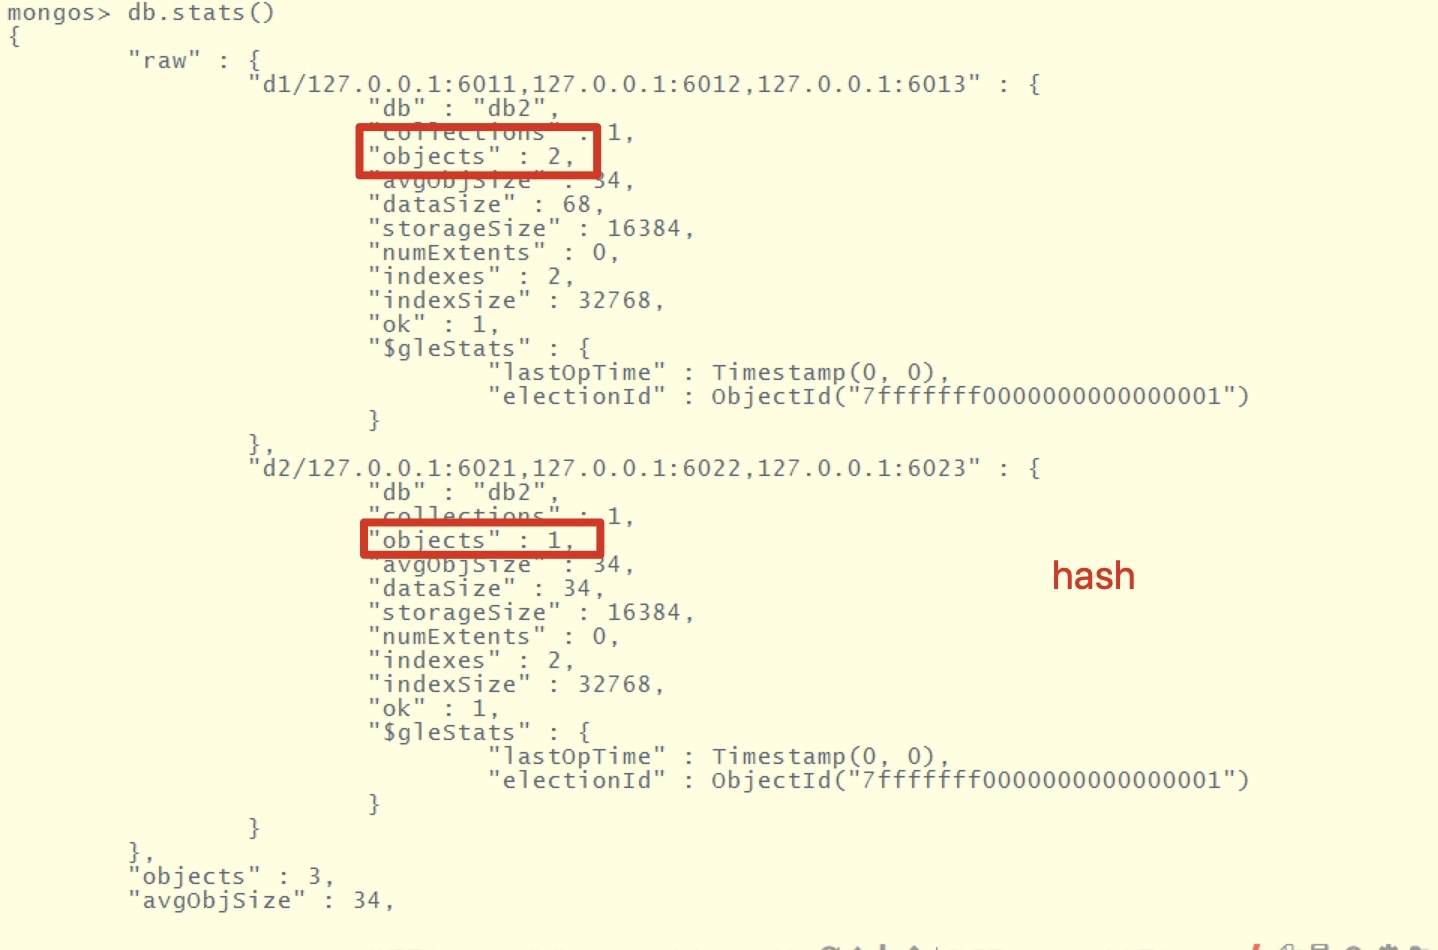 mongos> db.stats()
{
"raw" : {
"d1/127.0.0.1:6011,127.0.0.1:6012,127.0.0.1:6013" : {
"db" : "db2",
"collections" : 1,
"objects" : 2,
"avgObjSize" : 34,
"dataSize" : 68,
"storageSize" : 16384,
"numExtents" : 0,
"indexes" : 2,
"indexSize" : 32768,
"ok" : 1,
"$gleStats" : {
"lastOpTime" : Timestamp(0, 0),
"electionId" : ObjectId("7fffffff0000000000000001")
}
},
"d2/127.0.0.1:6021,127.0.0.1:6022,127.0.0.1:6023" : {
"db" : "db2",
"collections" : 1,
"objects" : 1,
"avgObjSize" : 34,
hash
"dataSize" : 34,
"storageSize" : 16384,
"numExtents" : 0,
"indexes" : 2,
"indexSize" : 32768,
"ok" : 1,
"$gleStats" : {
"lastOpTime" : Timestamp(0, 0),
"electionId" : ObjectId("7fffffff0000000000000001")
}
}
},
"objects" : 3,
"avgObjSize" : 34,